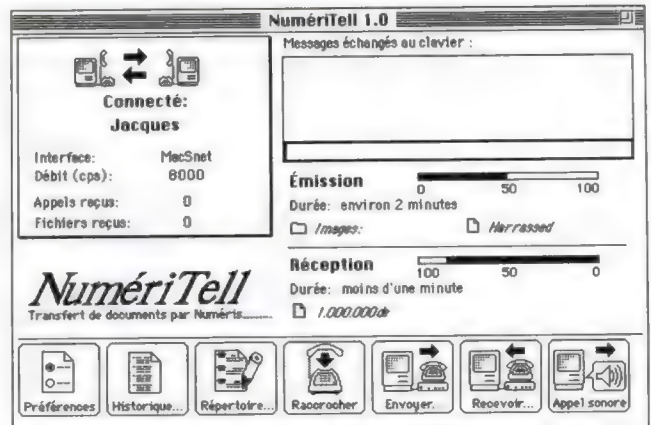 NumériTell 1.0
Connecté:
Jacques
Interface: MacSnet
Débit (cps): 8000
Appels reçus: 0
Fichiers reçus: 0
NumériTell
Transfert de documents par Numéris.........
Messages échangés au clavier :
Émission
0 50 100
Durée: environ 2 minutes
Images: Harrassed
Réception
100 50 0
Durée: moins d'une minute
1.000.000de
Préférences
Historique...
Répertoire...
Raccrocher
Envoyer.
Recevoir...
Appel sonore